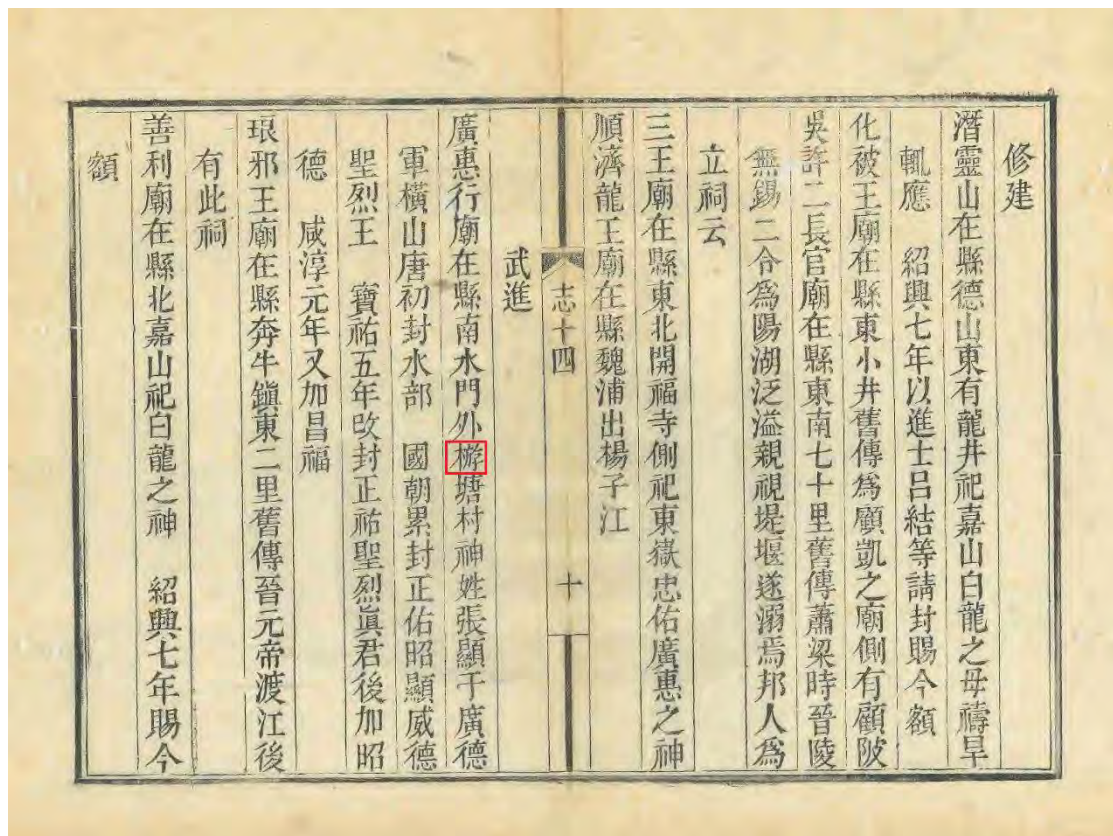 修建
潛靈山在縣德山東有龍井祀嘉山白龍之母禱旱
輒應　紹興七年以進士呂結等請封賜今額
化被王廟在縣東小井舊傳爲顧凱之廟側有顧陂
吳許二長官廟在縣東南七十里舊傳蕭梁時晉陵
無錫二令爲陽湖泛溢親視堤堰遂溺焉邦人爲
立祠云
三王廟在縣東北開福寺側祀東嶽忠佑廣惠之神
順濟龍王廟在縣魏浦出楊子江
志十四　十
武進
廣惠行廟在縣南水門外塘村神姓張顯于廣德
軍橫山唐初封水部　國朝累封正佑昭顯威德
聖烈王　寶祐五年改封正祐聖烈眞君後加昭
德　咸淳元年又加昌福
琅邪王廟在縣奔牛鎭東二里舊傳晉元帝渡江後
有此祠
善利廟在縣北嘉山祀白龍之神　紹興七年賜今
額